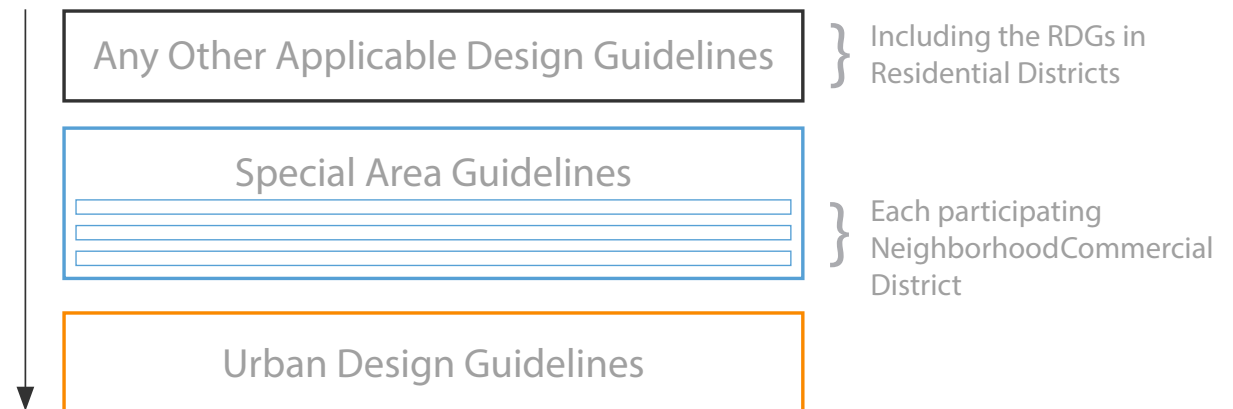 Any Other Applicable Design Guidelines
Including the RDGs in
Residential Districts
Special Area Guidelines
Each participating
NeighborhoodCommercial
District
Urban Design Guidelines